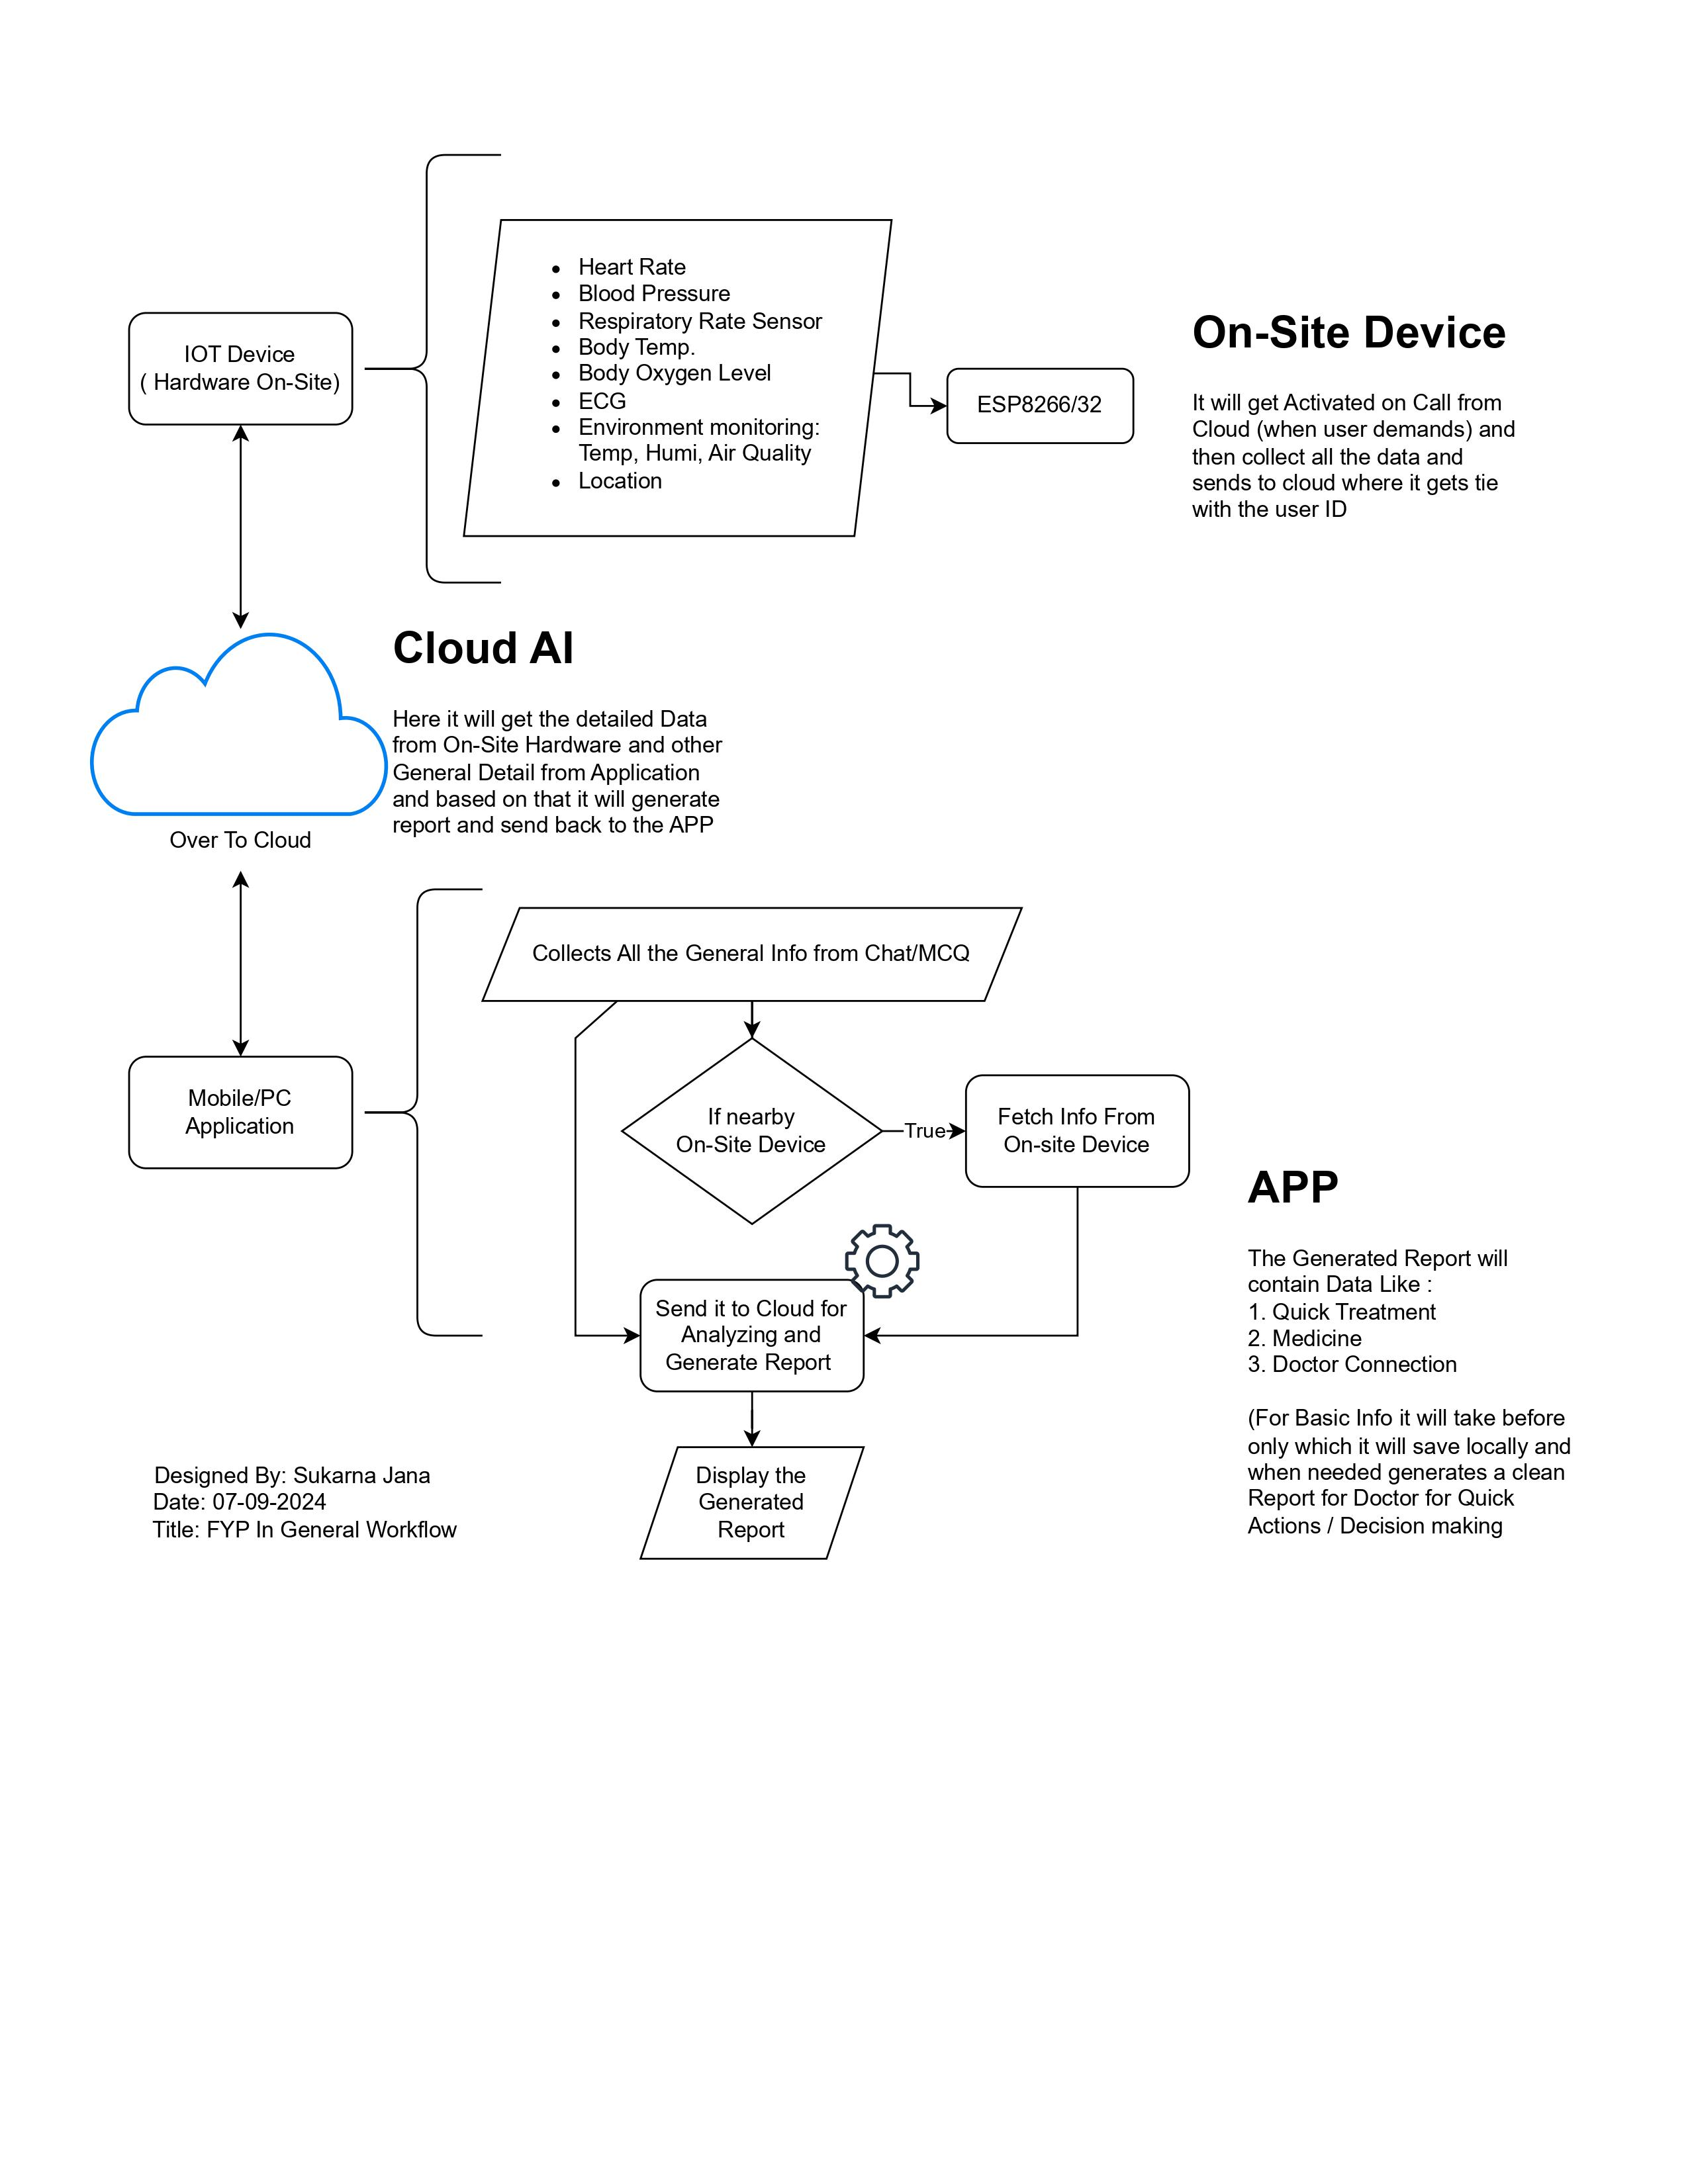 Heart Rate
Blood Pressure
Respiratory Rate Sensor
Body Temp.
Body Oxygen Level
ECG
Environment monitoring:
Temp, Humi, Air Quality
Location
IOT Device
( Hardware On-Site)
ESP8266/32
On-Site Device
It will get Activated on Call from
Cloud (when user demands) and
then collect all the data and
sends to cloud where it gets tie
with the user ID
Cloud AI
Here it will get the detailed Data
from On-Site Hardware and other
General Detail from Application
and based on that it will generate
report and send back to the APP
Over To Cloud
Collects All the General Info from Chat/MCQ
Mobile/PC
Application
If nearby
On-Site Device
True
Fetch Info From
On-site Device
Send it to Cloud for
Analyzing and
Generate Report
Display the
Generated
Report
APP
The Generated Report will
contain Data Like :
1. Quick Treatment
2. Medicine
3. Doctor Connection
(For Basic Info it will take before
only which it will save locally and
when needed generates a clean
Report for Doctor for Quick
Actions / Decision making
Designed By: Sukarna Jana
Date: 07-09-2024
Title: FYP In General Workflow